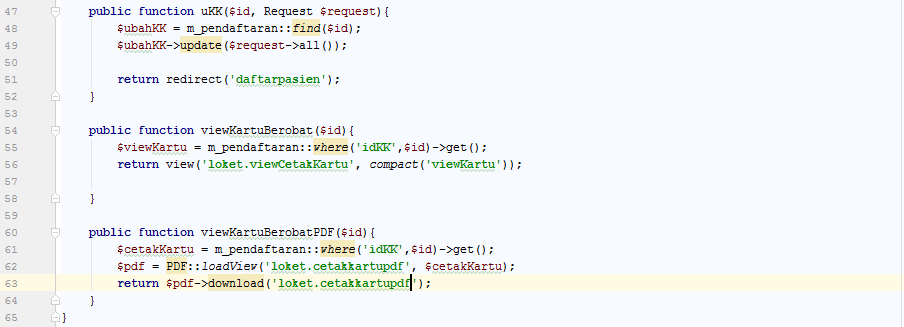 47 public function uKK($id, Request $request){
48 $ubahKK = m_pendaftaran::find($id);
49 $ubahKK->update($request->all());
50
51 return redirect('daftarpasien');
52 }
53
54 public function viewKartuBerobat($id){
55 $viewKartu = m_pendaftaran::where('idKK',$id)->get();
56 return view('loket.viewCetakKartu', compact('viewKartu'));
57
58 }
59
60 public function viewKartuBerobatPDF($id){
61 $cetakKartu = m_pendaftaran::where('idKK',$id)->get();
62 $pdf = PDF::loadView('loket.cetakkartupdf', $cetakKartu);
63 return $pdf->download('loket.cetakkartupdf');
64 }
65 }